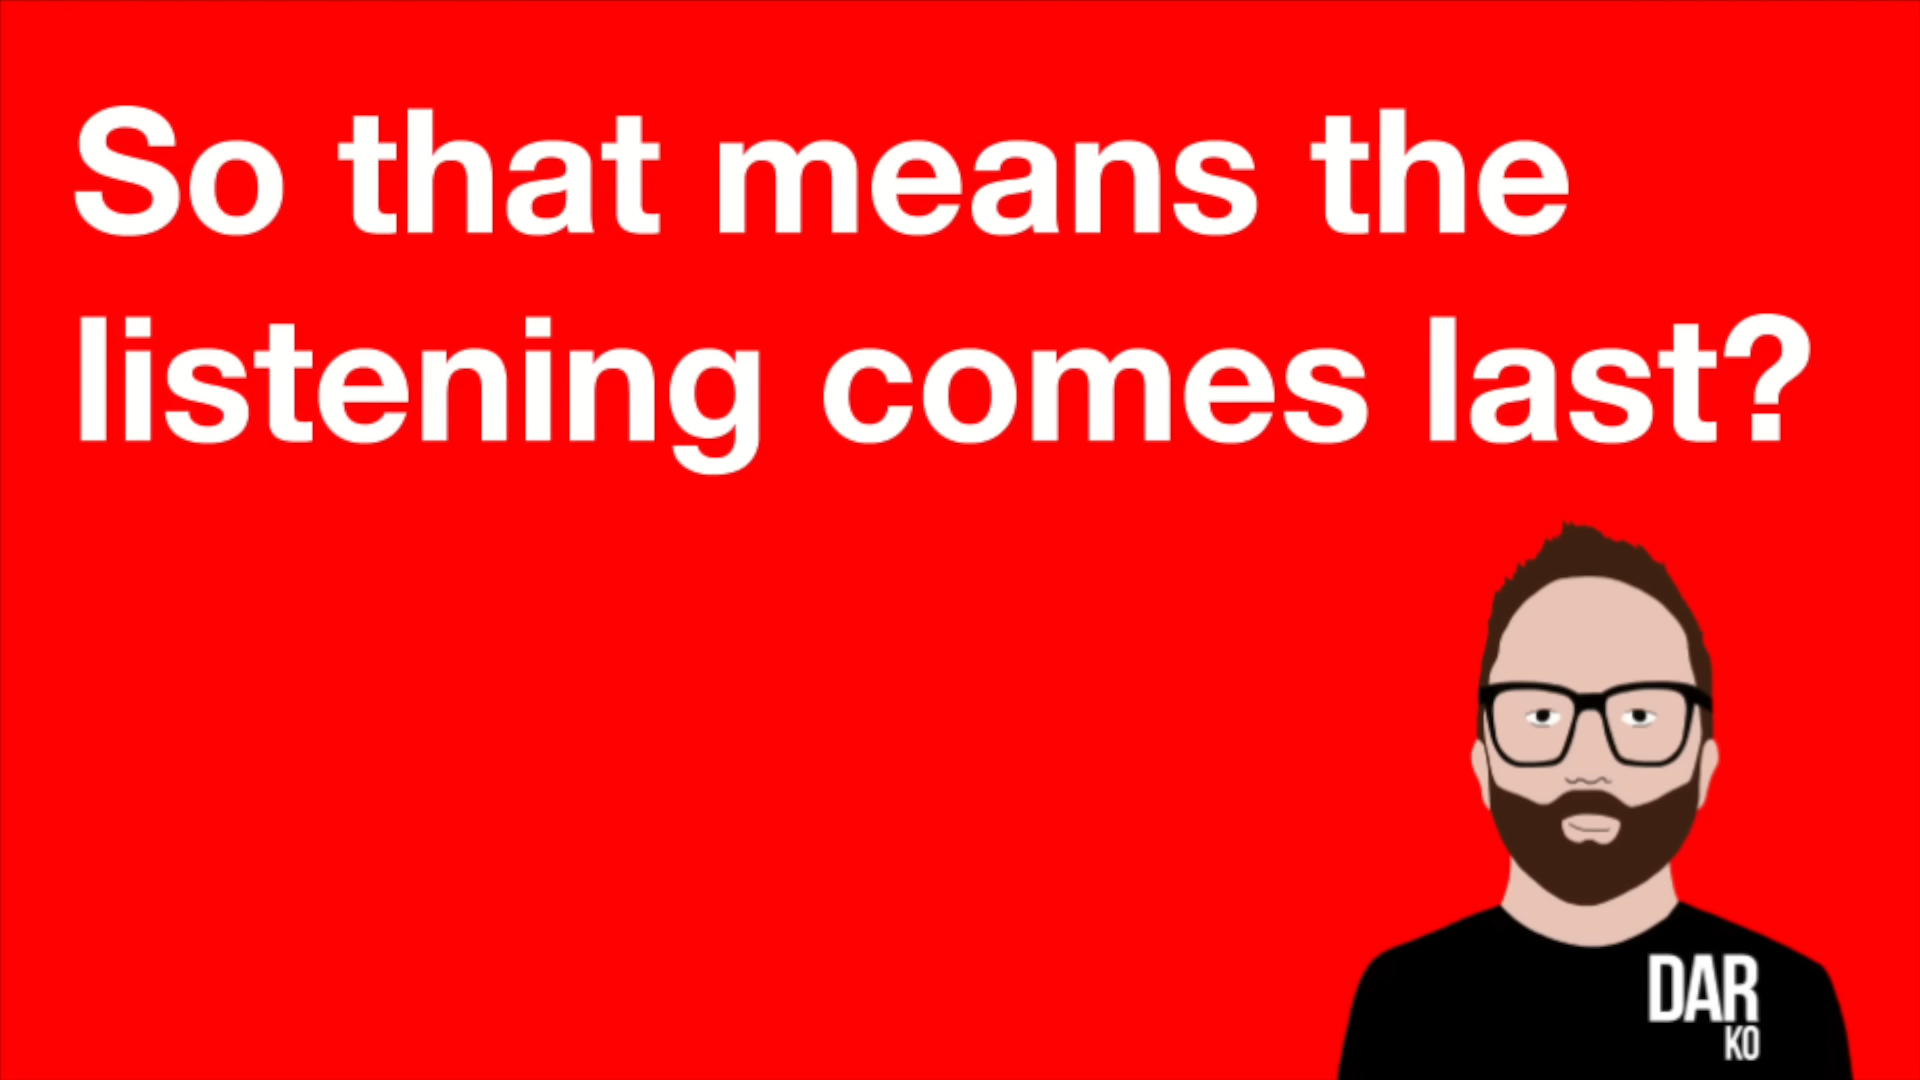 So that means the
listening comes last?
DAR
KO